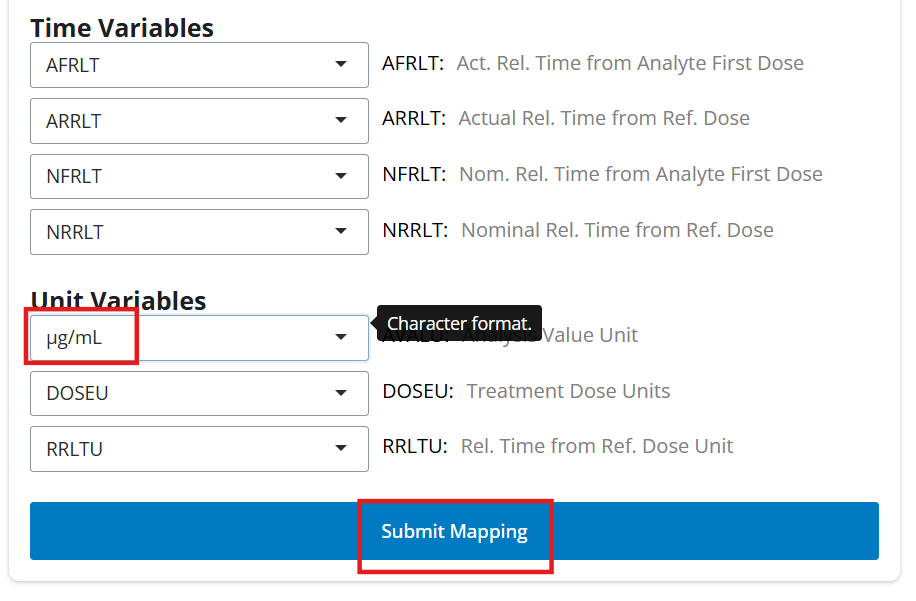 Time Variables
AFRLT AFRLT: Act. Rel. Time from Analyte First Dose
ARRLT ARRLT: Actual Rel. Time from Ref. Dose
NFRLT NFRLT: Nom. Rel. Time from Analyte First Dose
NRRLT NRRLT: Nominal Rel. Time from Ref. Dose
Unit Variables
Character format.
µg/mL AVALU: Analysis Value Unit
DOSEU DOSEU: Treatment Dose Units
RRLTU RRLTU: Rel. Time from Ref. Dose Unit
Submit Mapping